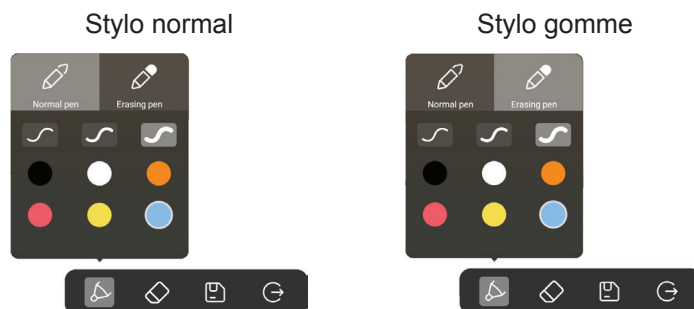 Stylo normal
Stylo gomme
Normal pen
Erasing pen
Normal pen
Erasing pen